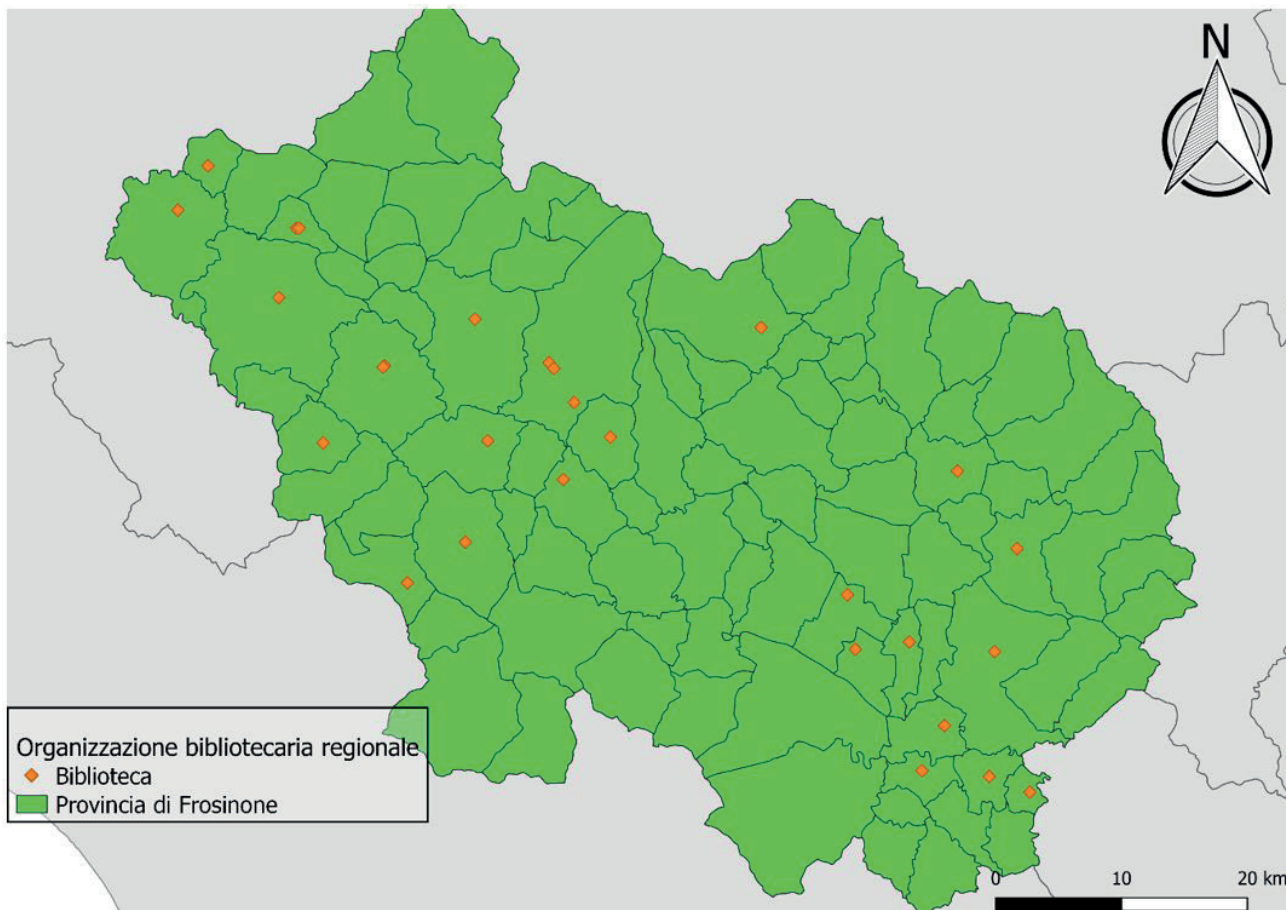 N
Organizzazione bibliotecaria regionale
Biblioteca
Provincia di Frosinone
0 10 20 km